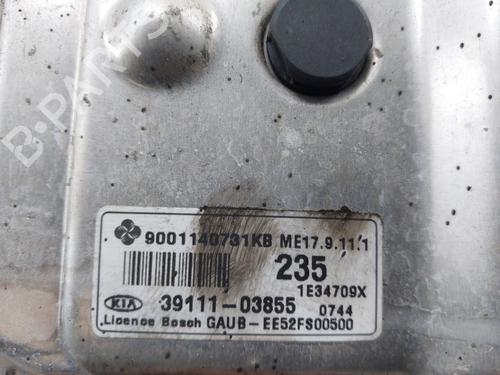 B-PARTS
9001140731KB ME17.9.11.1
235
1E34709X
KIA 39111-03855 0744
Licence Bosch GAUB-EE52FS00500